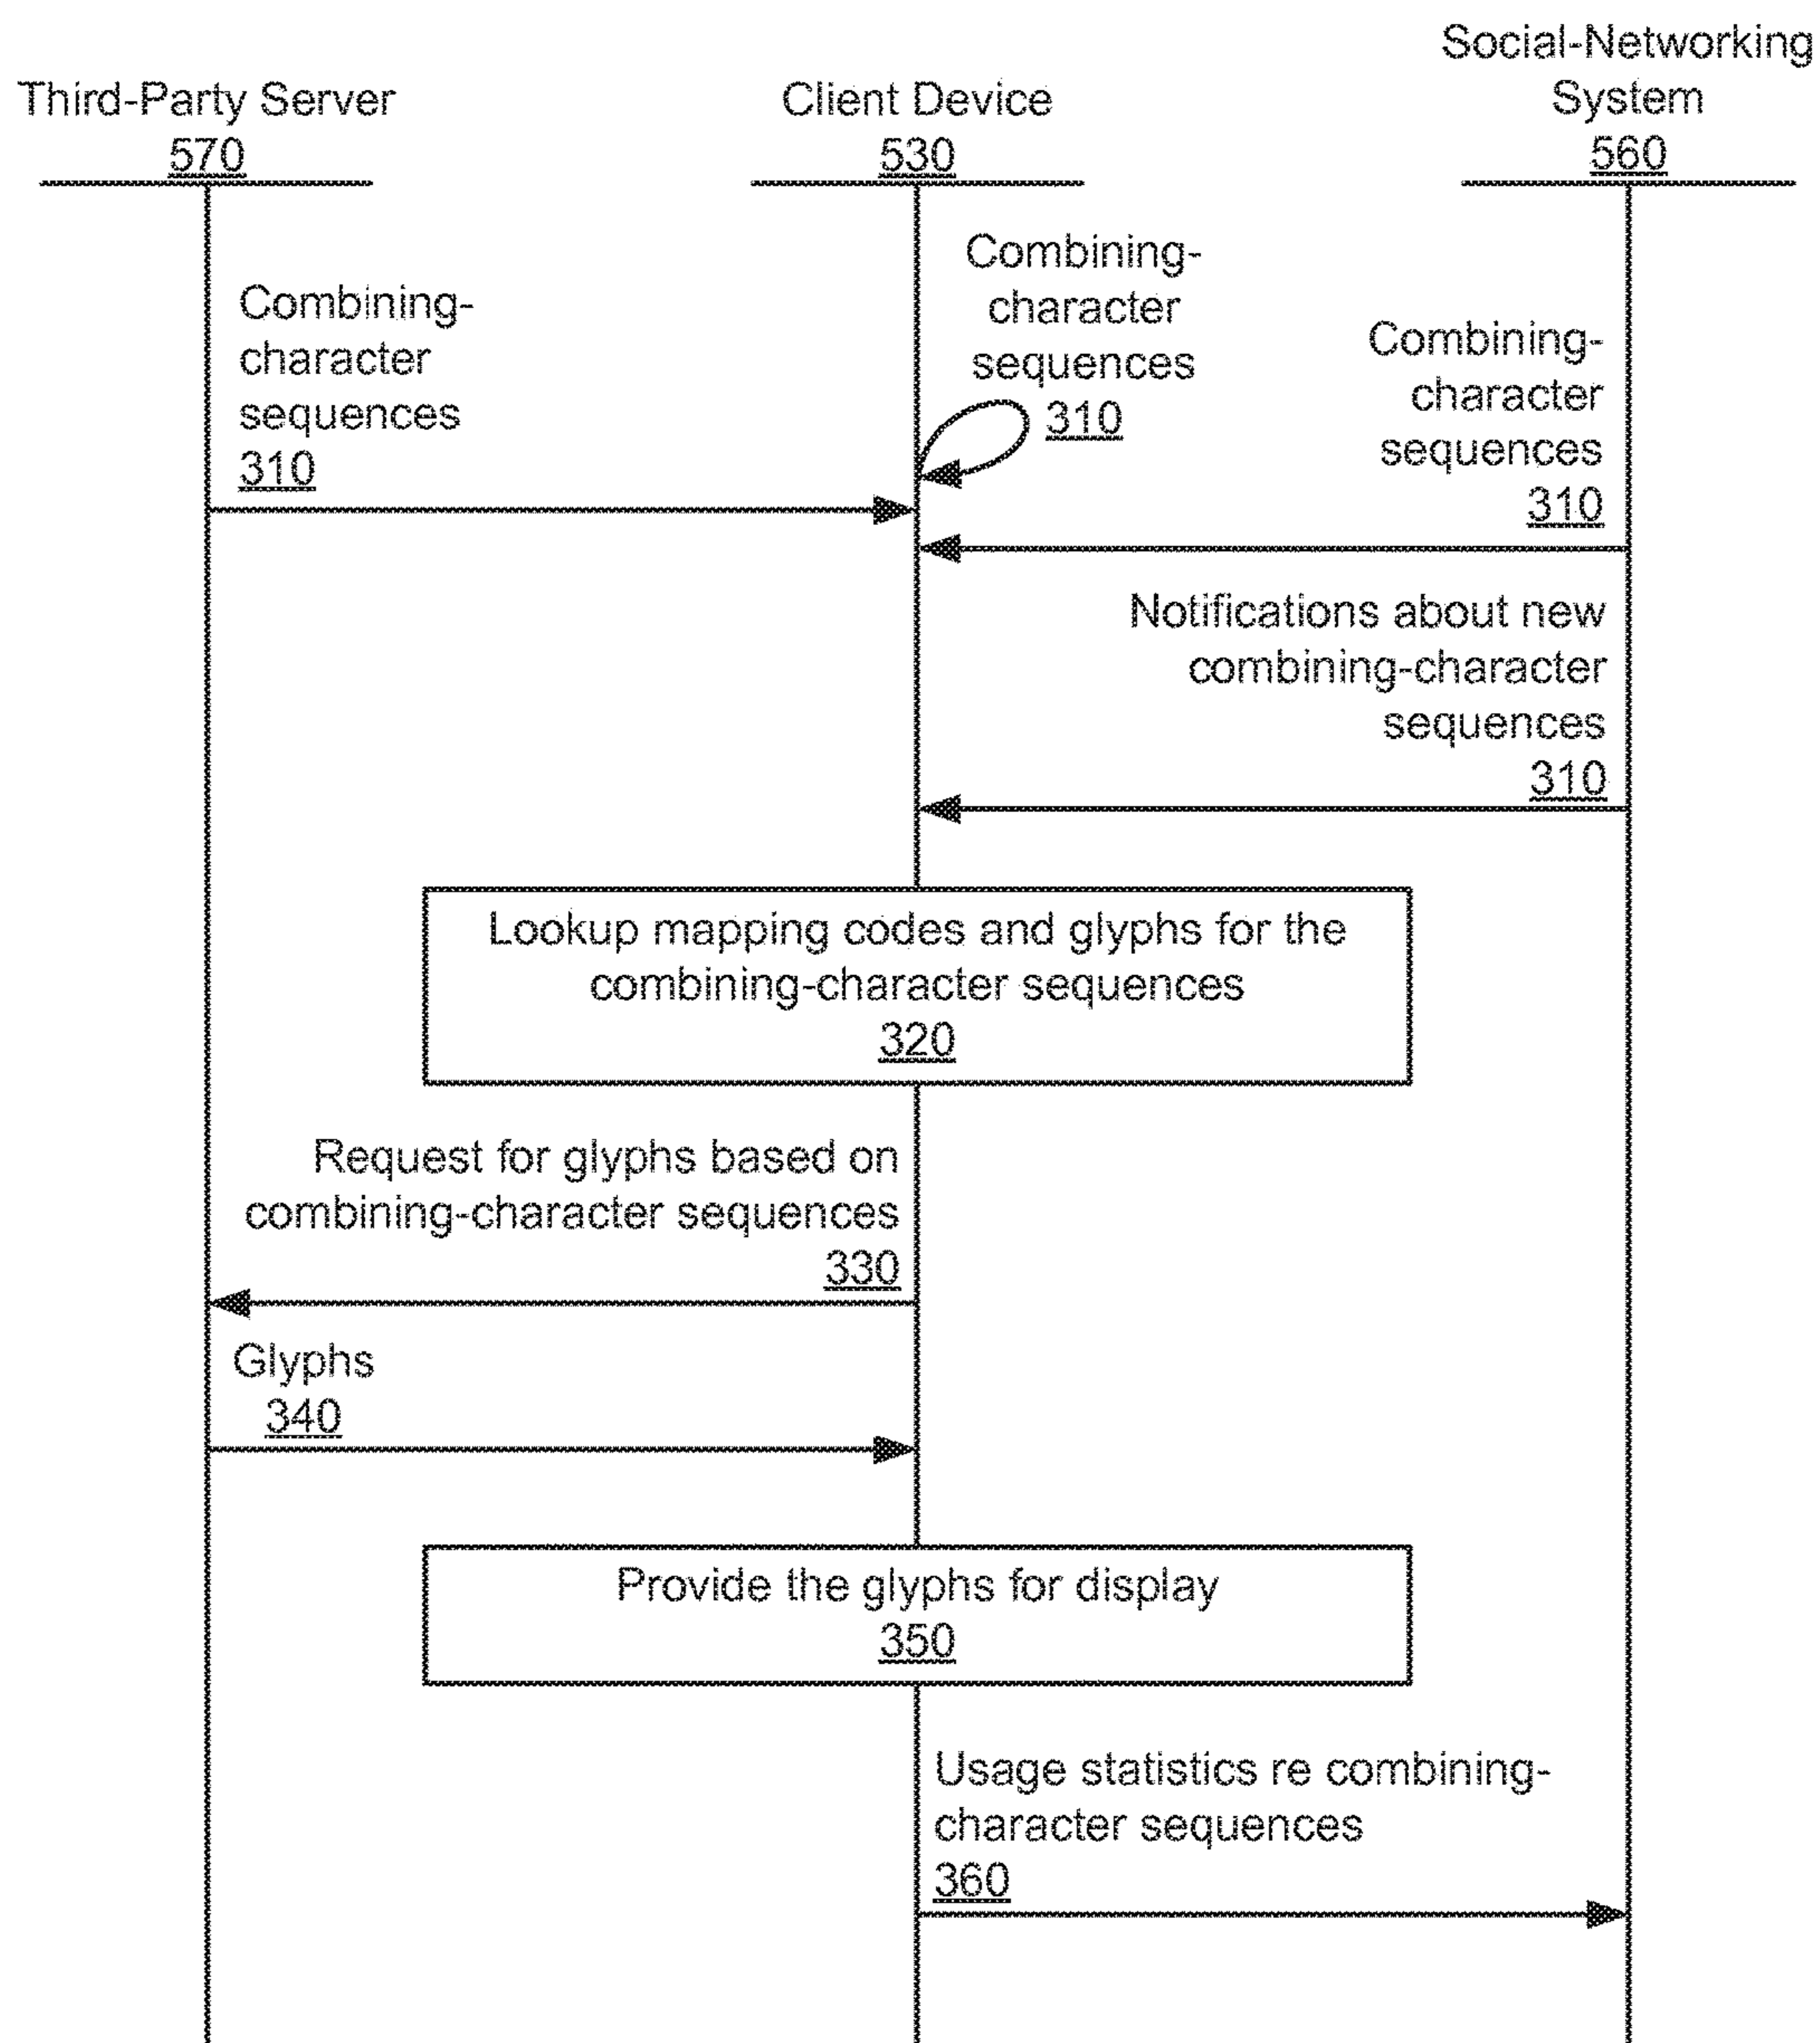 Third-Party Server
570
Client Device
530
Social-Networking
System
560
Combining-
character
sequences
310
Combining-
character
sequences
310
Combining-
character
sequences
310
Notifications about new
combining-character
sequences
310
Lookup mapping codes and glyphs for the
combining-character sequences
320
Request for glyphs based on
combining-character sequences
330
Glyphs
340
Provide the glyphs for display
350
Usage statistics re combining-
character sequences
360